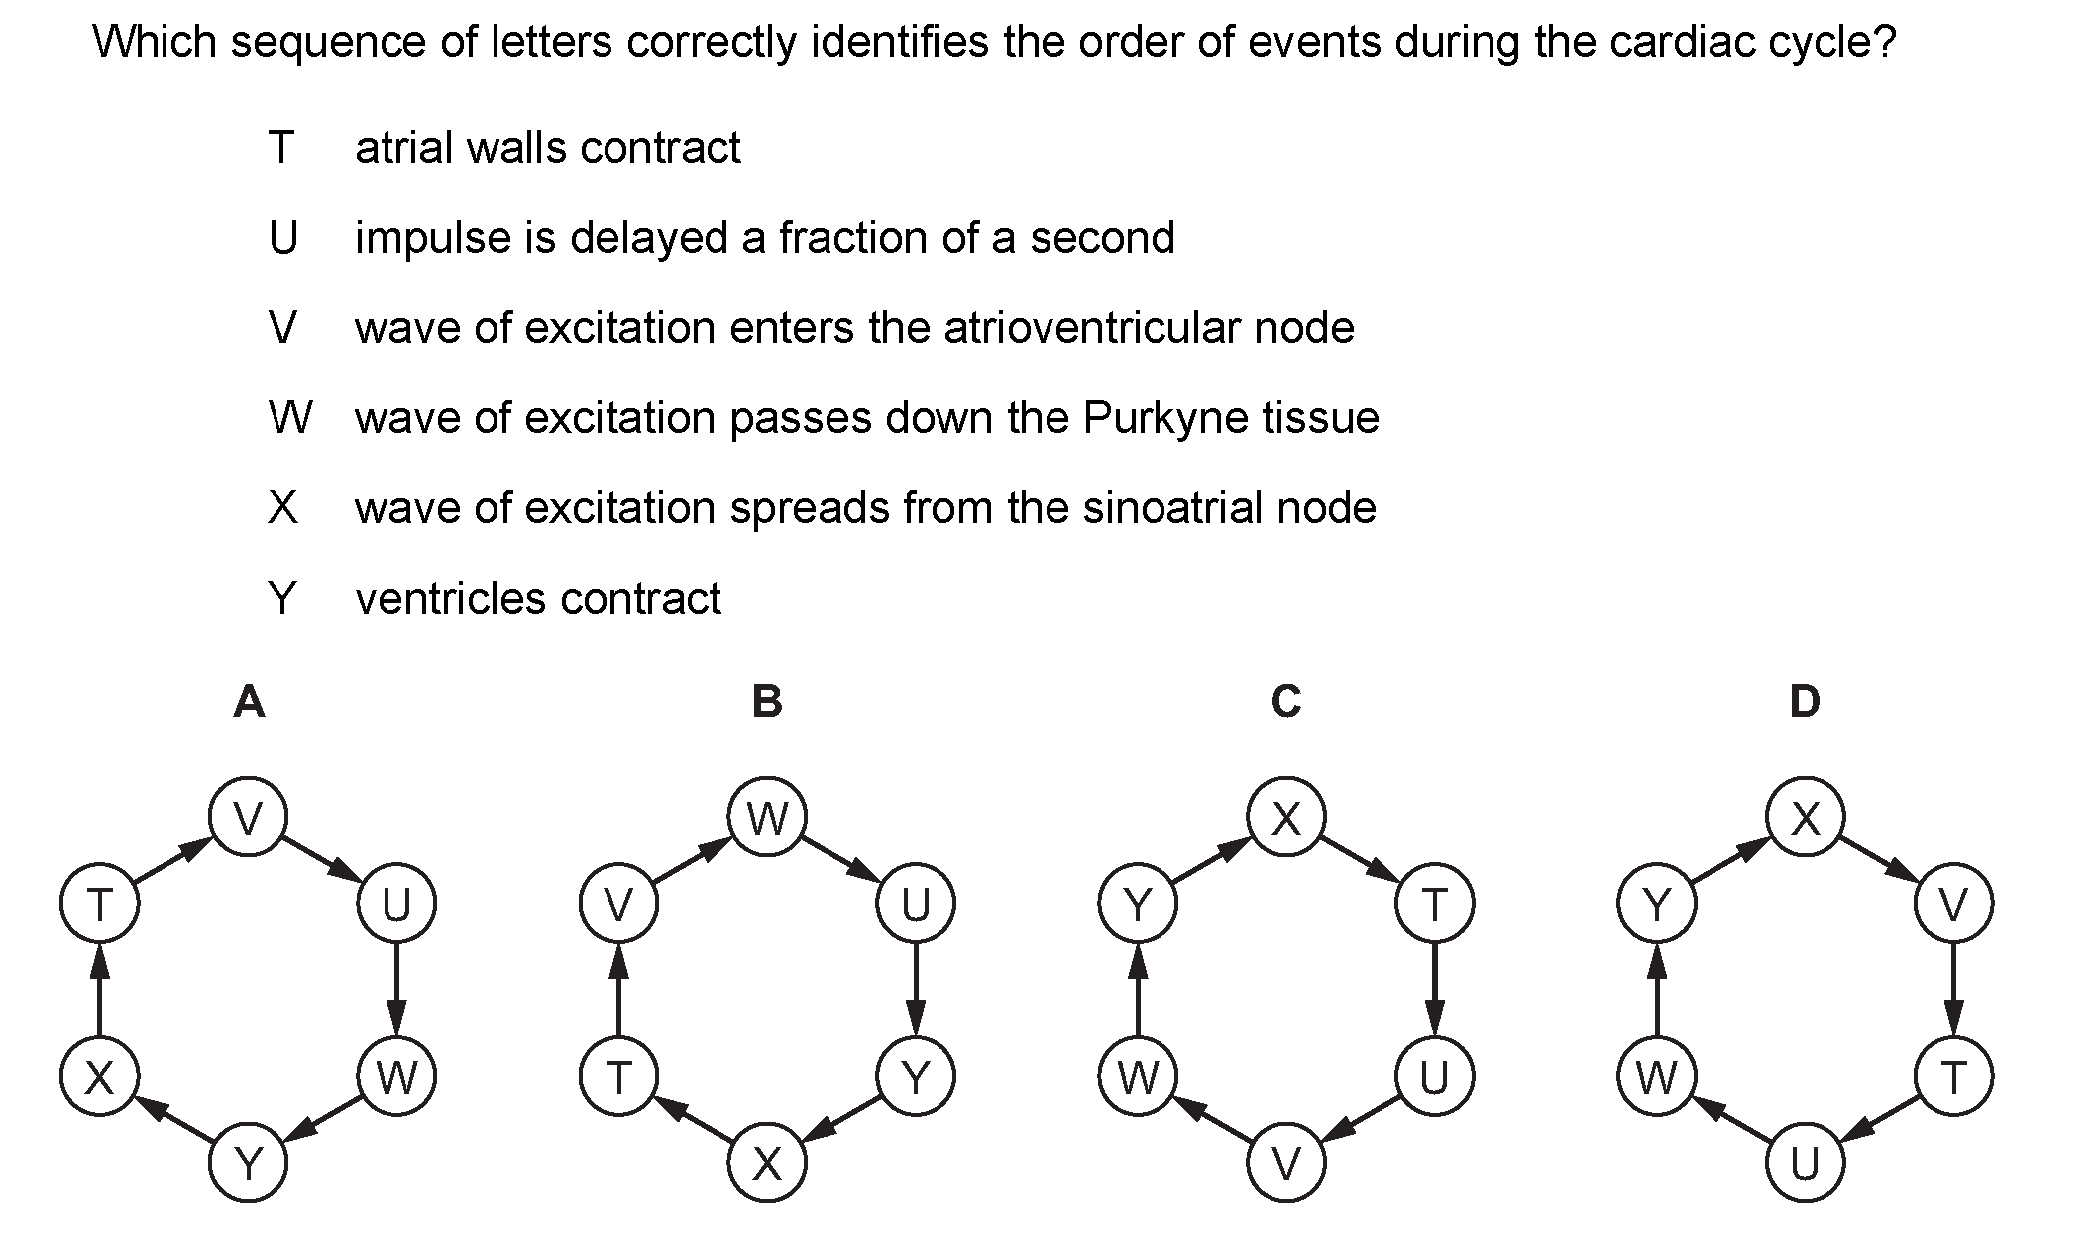 Which sequence of letters correctly identifies the order of events during the cardiac cycle?
T atrial walls contract
U impulse is delayed a fraction of a second
V wave of excitation enters the atrioventricular node
W wave of excitation passes down the Purkyne tissue
X wave of excitation spreads from the sinoatrial node
Y ventricles contract
A B C D
V W X X
T U V U Y T Y V
X W T Y W U W T
Y X V U